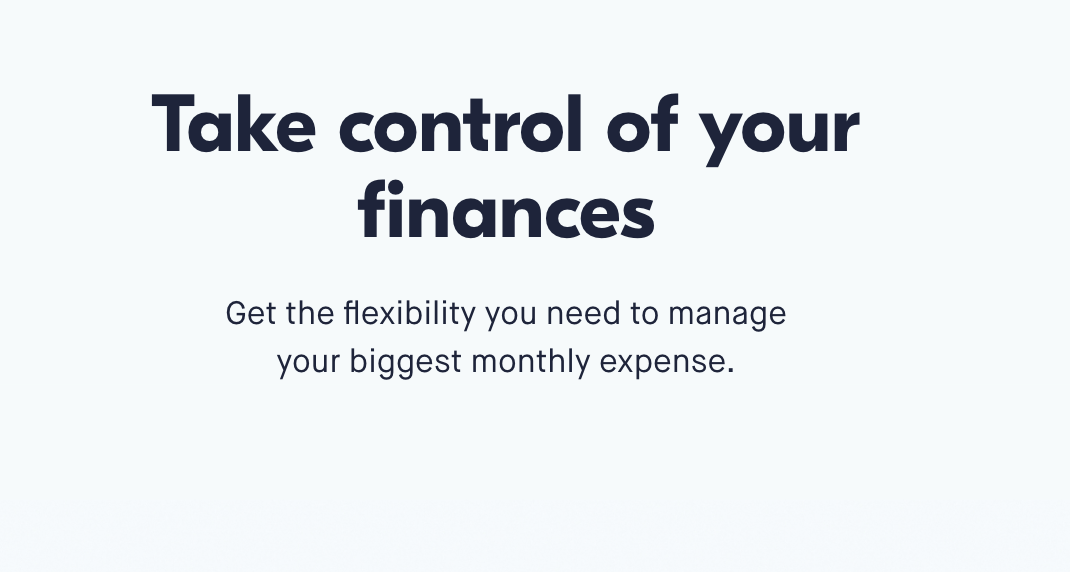 Take control of your
finances
Get the flexibility you need to manage
your biggest monthly expense.